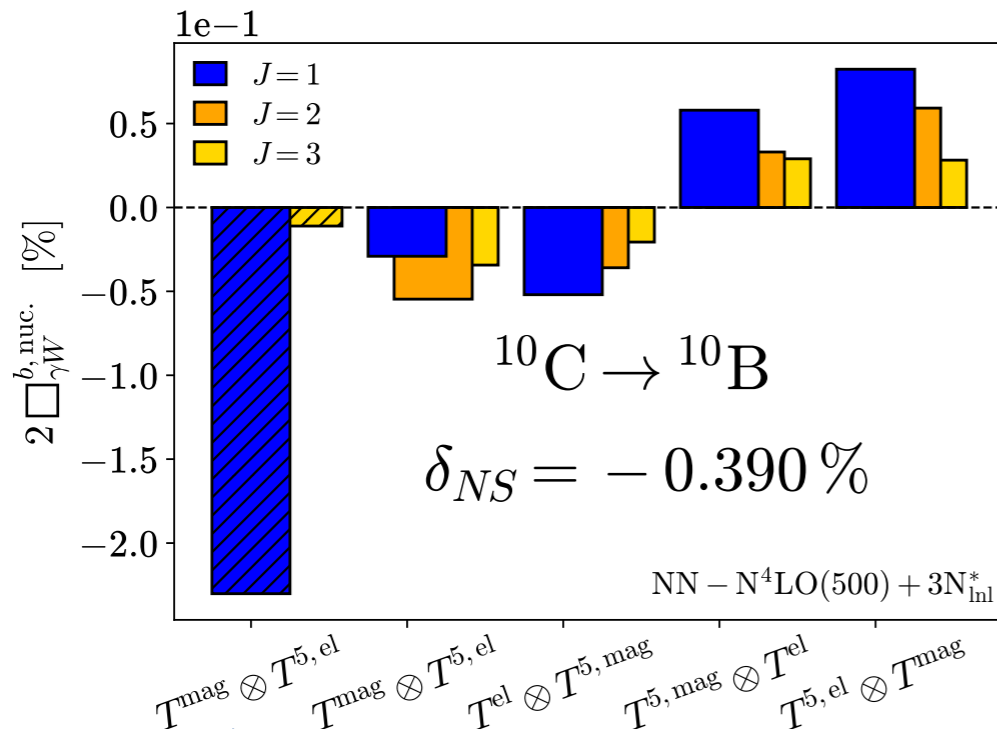 1e−1
J = 1
J = 2
J = 3
0.5
0.0
−0.5
−1.0
−1.5
−2.0
2 □^{b, nuc.}_{γW} [%]
^{10}C → ^{10}B
δ_{NS} = − 0.390 %
NN − N^{4}LO(500) + 3N^{*}_{lnl}
T^{mag} ⊗ T^{5, el}
T^{mag} ⊗ T^{5, el}
T^{el} ⊗ T^{5, mag}
T^{5, mag} ⊗ T^{el}
T^{5, el} ⊗ T^{mag}